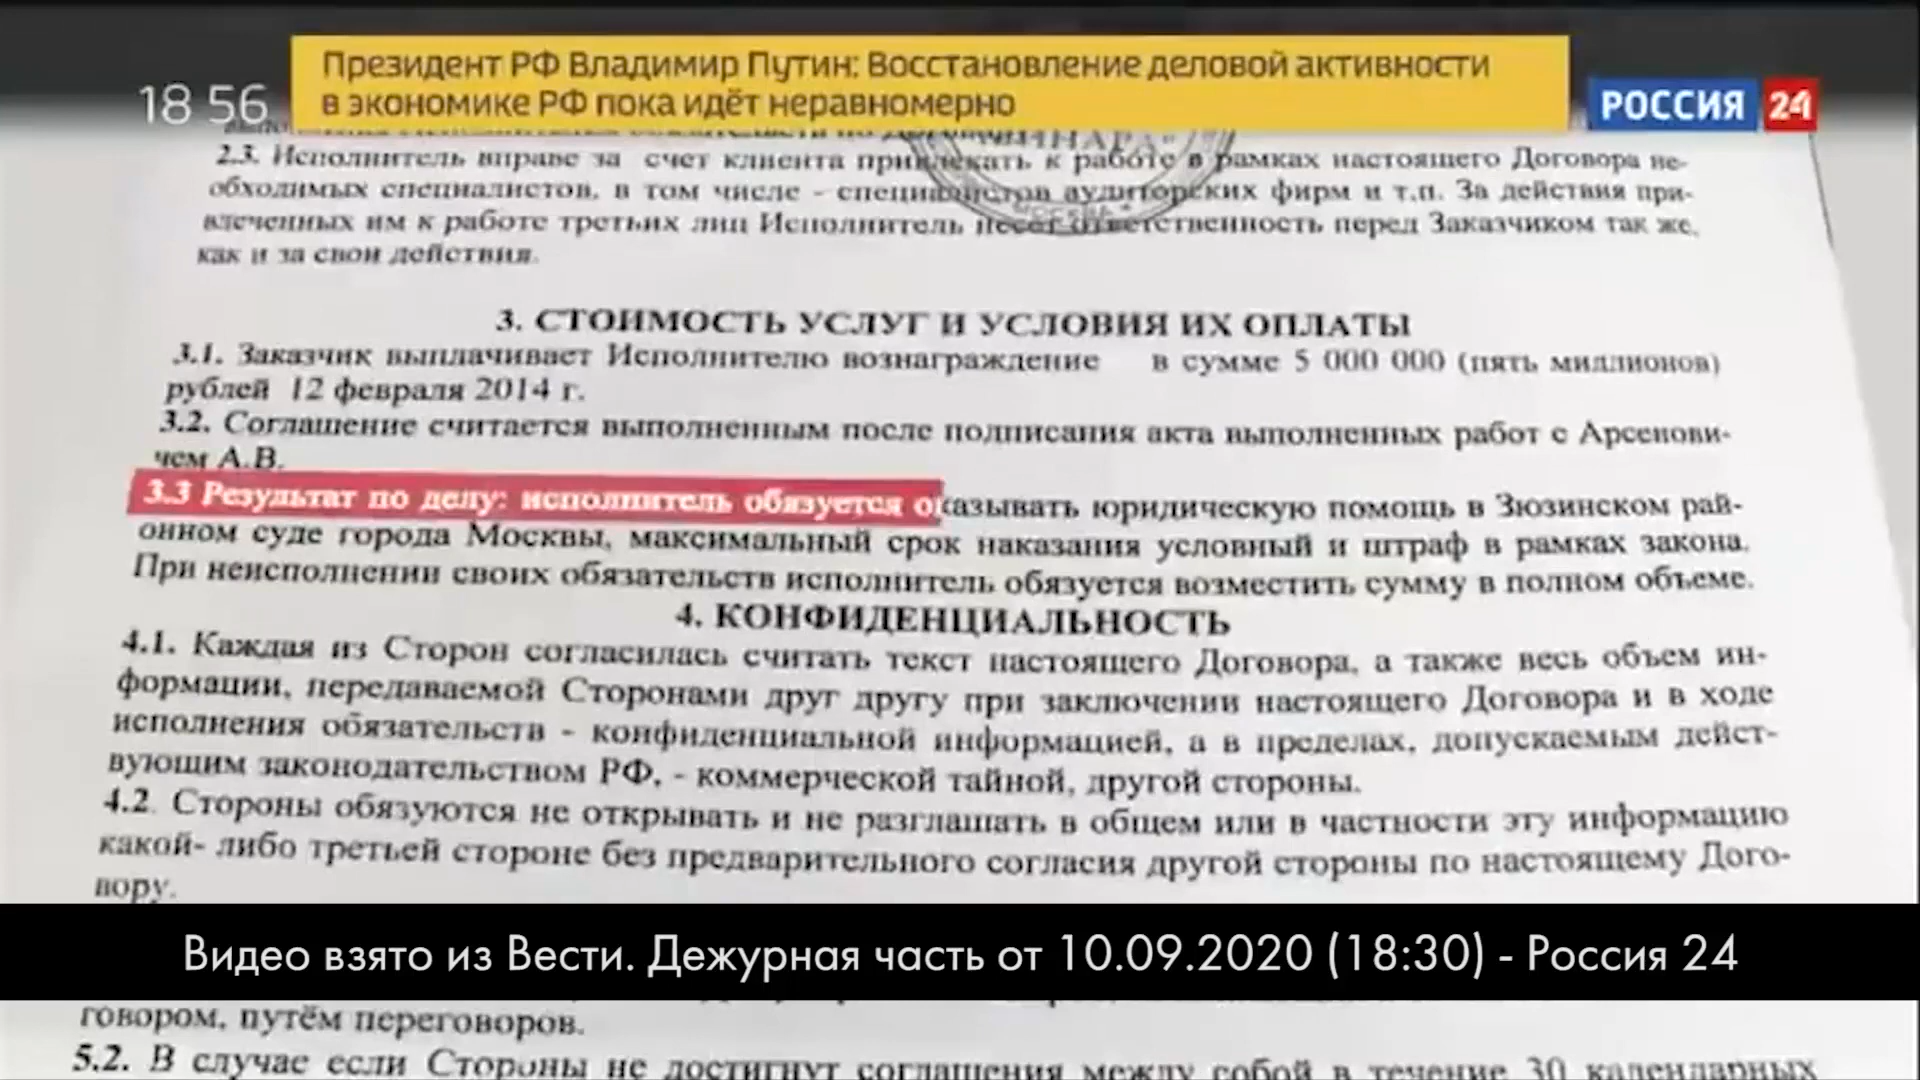 Президент РФ Владимир Путин: Восстановление деловой активности
в экономике РФ пока идёт неравномерно
18 56
РОССИЯ 24
2.3. Исполнитель вправе за счет клиента привлекать к работе в рамках настоящего Договора не-
обходимых специалистов, в том числе - специалистов аудиторских фирм и т.п. За действия при-
влеченных им к работе третьих лиц Исполнитель несет ответственность перед Заказчиком так же,
как и за свои действия.
3. СТОИМОСТЬ УСЛУГ И УСЛОВИЯ ИХ ОПЛАТЫ
3.1. Заказчик выплачивает Исполнителю вознаграждение в сумме 5 000 000 (пять миллионов)
рублей 12 февраля 2014 г.
3.2. Соглашение считается выполненным после подписания акта выполненных работ с Арсенови-
чем А.В.
3.3 Результат по делу: исполнитель обязуется оказывать юридическую помощь в Зюзинском рай-
онном суде города Москвы, максимальный срок наказания условный и штраф в рамках закона.
При неисполнении своих обязательств исполнитель обязуется возместить сумму в полном объеме.
4. КОНФИДЕНЦИАЛЬНОСТЬ
4.1. Каждая из Сторон согласилась считать текст настоящего Договора, а также весь объем ин-
формации, передаваемой Сторонами друг другу при заключении настоящего Договора и в ходе
исполнения обязательств - конфиденциальной информацией, а в пределах, допускаемым дейст-
вующим законодательством РФ, - коммерческой тайной, другой стороны.
4.2. Стороны обязуются не открывать и не разглашать в общем или в частности эту информацию
какой- либо третьей стороне без предварительного согласия другой стороны по настоящему Дого-
вору.
Видео взято из Вести. Дежурная часть от 10.09.2020 (18:30) - Россия 24
говором, путём переговоров.
5.2. В случае если Стороны не достигнут соглашения между собой в течение 30 календарных